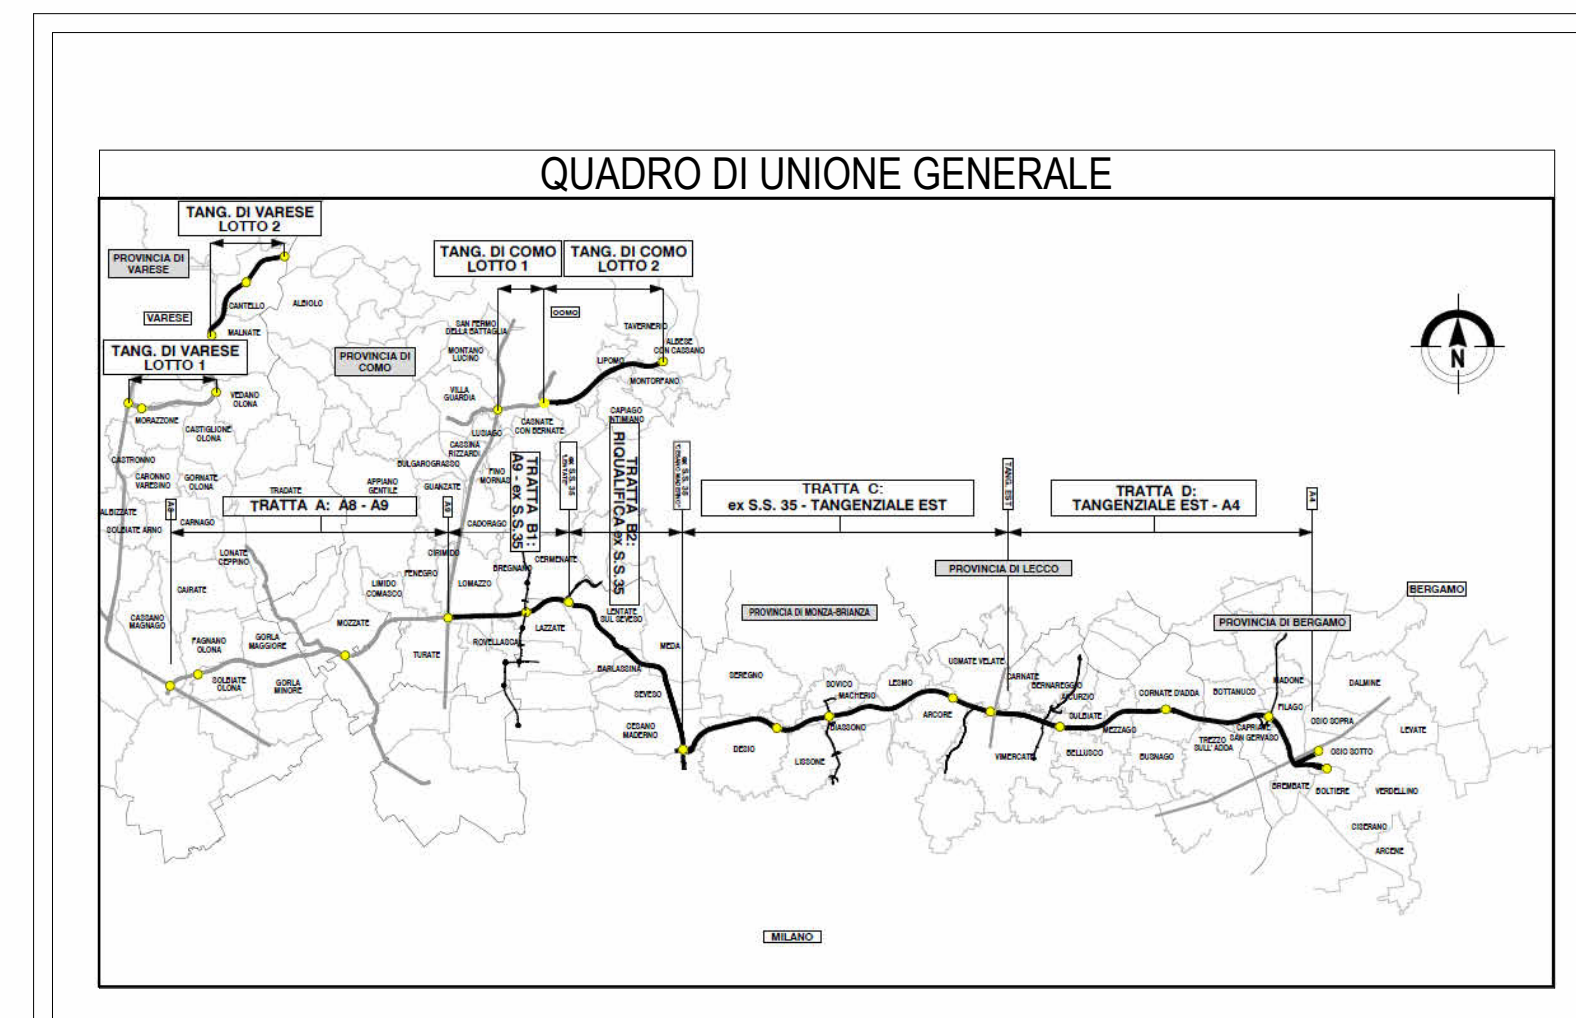 QUADRO DI UNIONE GENERALE
TANG. DI VARESE
LOTTO 2
PROVINCIA DI
VARESE
TANG. DI COMO
LOTTO 1
TANG. DI COMO
LOTTO 2
CANTELLO
ALBIOLO
VARESE
COMO
MALNATE
SAN FERMO
DELLA BATTAGLIA
TAVERNERIO
ALBESE
CON CASSANO
TANG. DI VARESE
LOTTO 1
PROVINCIA DI
COMO
MONTANO
LUCINO
LIPOMO
MONTORFANO
N
VILLA
GUARDIA
VEDANO
OLONA
MORAZZONE
CASTIGLIONE
OLONA
LUSIAGO
CASNATE
CON BERNATE
CAPIAGO
INTIMIANO
CASSINA
RIZZARDI
BULGAROGRASSO
CASTRONNO
CARONNO
VARESINO
GORNATE
OLONA
TRADATE
APPIANO
GENTILE
GUANZATE
FINO
MORNAS
TRATTA B1:
A9 - ex S.S.35
ex S.S. 35
"LENTATE"
TRATTA B2:
RIQUALIFICA ex S.S.35
ex S.S. 35
TANG. EST
A4
A8
A9
TRATTA A: A8 - A9
TRATTA C:
ex S.S. 35 - TANGENZIALE EST
TRATTA D:
TANGENZIALE EST - A4
ALBIZZATE
SOLBIATE ARNO
CARNAGO
CADORAGO
LONATE
CEPPINO
CIRIMIDO
FENEGRO
BREGNANO
CERMENATE
LIMIDO
COMASCO
LOMAZZO
CAIRATE
PROVINCIA DI LECCO
BERGAMO
PROVINCIA DI MONZA-BRIANZA
PROVINCIA DI BERGAMO
CASSANO
MAGNAGO
MOZZATE
LAZZATE
LENTATE
SUL SEVESO
FAGNANO
OLONA
GORLA
MAGGIORE
ROVELLASCA
TURATE
MEDA
BARLASSINA
SOLBIATE
OLONA
GORLA
MINORE
SEVESO
SEREGNO
SOVICO
MACHERIO
LESMO
USMATE VELATE
CARNATE
BERNAREGGIO
AICURZIO
CORNATE D'ADDA
BOTTANUCO
MADONE
DALMINE
FILAGO
CESANO
MADERNO
DESIO
BIASSONO
ARCORE
SULBIATE
MEZZAGO
CAPRIATE
SAN GERVASO
OSIO SOPRA
LEVATE
LISSONE
VIMERCATE
BELLUSCO
BUSNAGO
TREZZO
SULL'ADDA
OSIO SOTTO
BREMBATE
BOLTIERE
VERDELLINO
CISERANO
ARCENE
MILANO